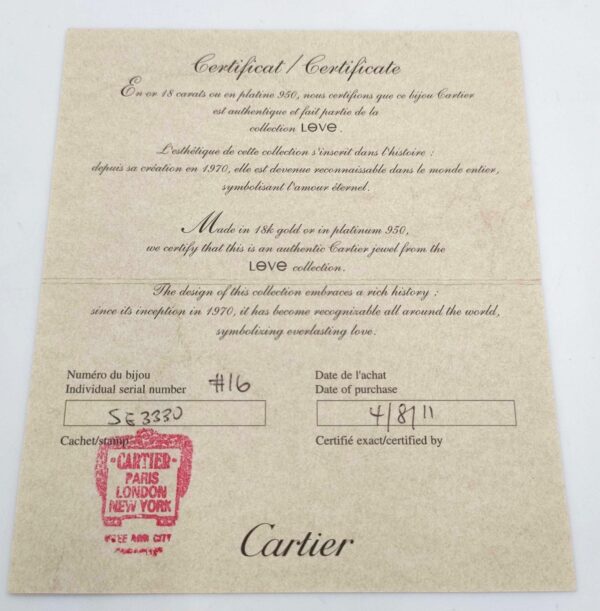 Certificat / Certificate
En or 18 carats ou en platine 950, nous certifions que ce bijou Cartier
est authentique et fait partie de la
collection LOVE.
L'esthétique de cette collection s'inscrit dans l'histoire :
depuis sa création en 1970, elle est devenue reconnaissable dans le monde entier,
symbolisant l'amour éternel.
Made in 18k gold or in platinum 950,
we certify that this is an authentic Cartier jewel from the
LOVE collection.
The design of this collection embraces a rich history :
since its inception in 1970, it has become recognizable all around the world,
symbolizing everlasting love.
Numéro du bijou
Individual serial number #16
SE3330
Date de l'achat
Date of purchase
4/8/11
Cachet/stamp
Certifié exact/certified by
CARTIER
PARIS
LONDON
NEW YORK
CITY
Cartier